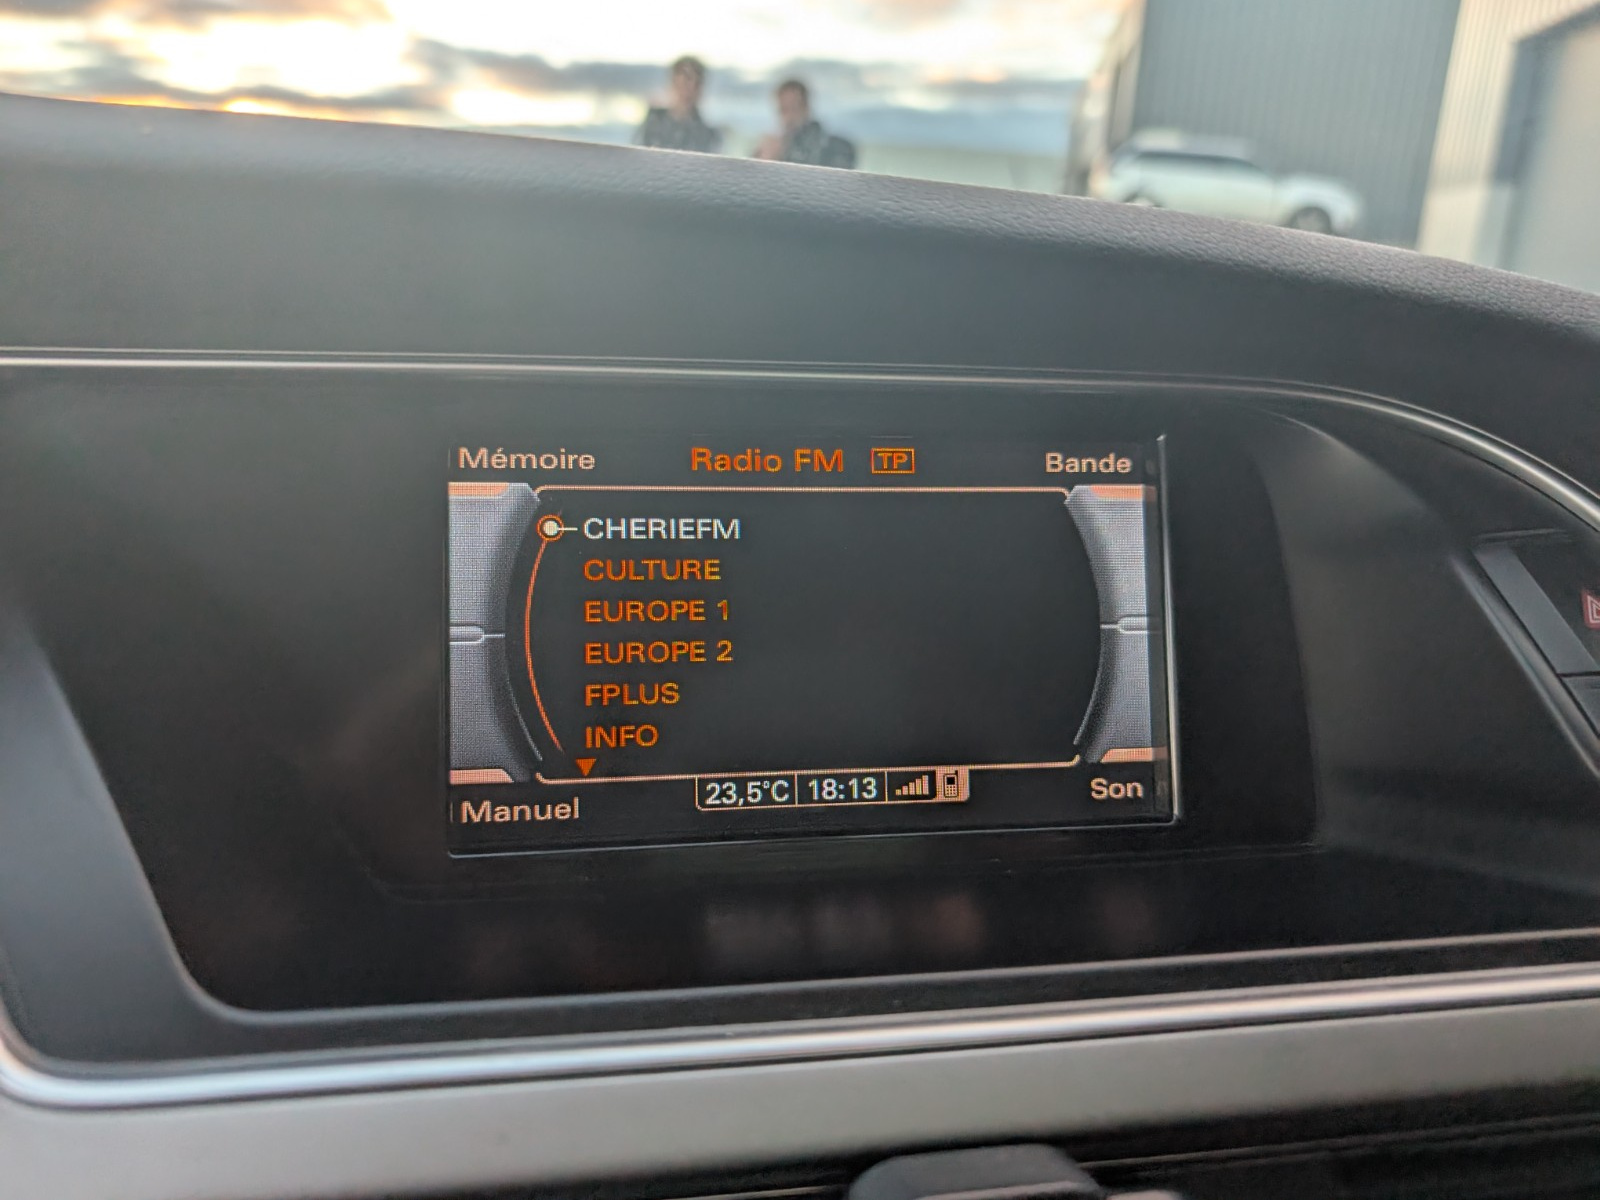 Mémoire Radio FM TP Bande
CHERIEFM
CULTURE
EUROPE 1
EUROPE 2
FPLUS
INFO
Manuel 23,5°C 18:13 Son